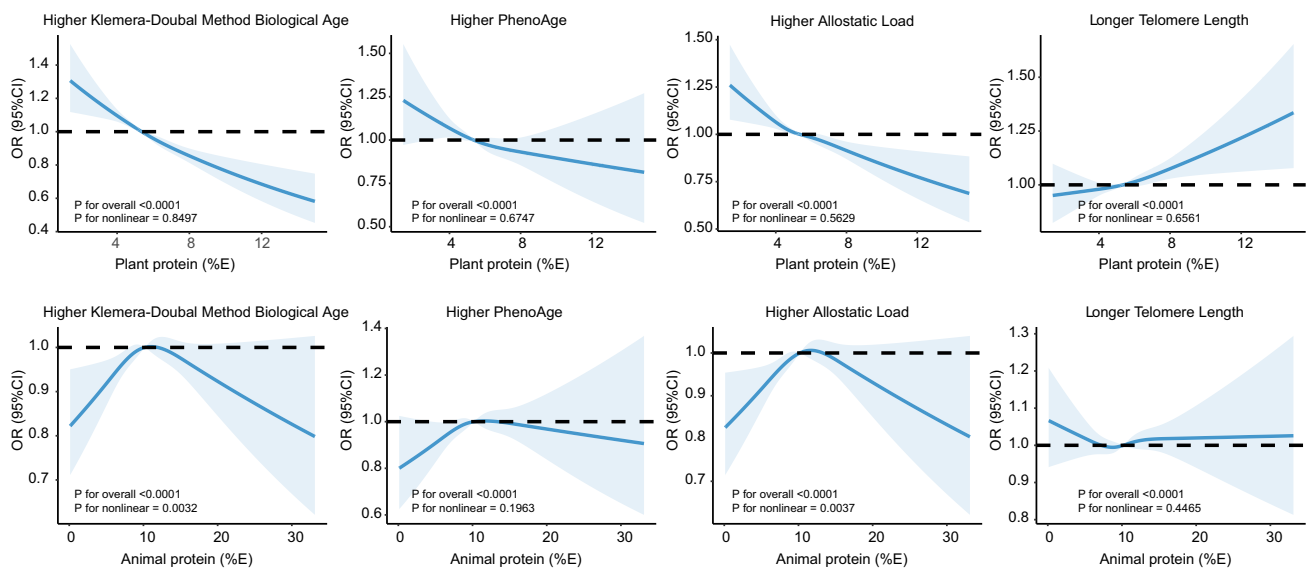 Higher Klemera-Doubal Method Biological Age
OR (95%CI)
1.4
1.2
1.0
0.8
0.6
0.4
P for overall <0.0001
P for nonlinear = 0.8497
4 8 12
Plant protein (%E)
Higher PhenoAge
OR (95%CI)
1.50
1.25
1.00
0.75
0.50
P for overall <0.0001
P for nonlinear = 0.6747
4 8 12
Plant protein (%E)
Higher Allostatic Load
OR (95%CI)
1.50
1.25
1.00
0.75
0.50
P for overall <0.0001
P for nonlinear = 0.5629
4 8 12
Plant protein (%E)
Longer Telomere Length
OR (95%CI)
1.50
1.25
1.00
P for overall <0.0001
P for nonlinear = 0.6561
4 8 12
Plant protein (%E)
Higher Klemera-Doubal Method Biological Age
OR (95%CI)
1.0
0.9
0.8
0.7
P for overall <0.0001
P for nonlinear = 0.0032
0 10 20 30
Animal protein (%E)
Higher PhenoAge
OR (95%CI)
1.4
1.2
1.0
0.8
0.6
P for overall <0.0001
P for nonlinear = 0.1963
0 10 20 30
Animal protein (%E)
Higher Allostatic Load
OR (95%CI)
1.0
0.9
0.8
0.7
P for overall <0.0001
P for nonlinear = 0.0037
0 10 20 30
Animal protein (%E)
Longer Telomere Length
OR (95%CI)
1.3
1.2
1.1
1.0
0.9
0.8
P for overall <0.0001
P for nonlinear = 0.4465
0 10 20 30
Animal protein (%E)